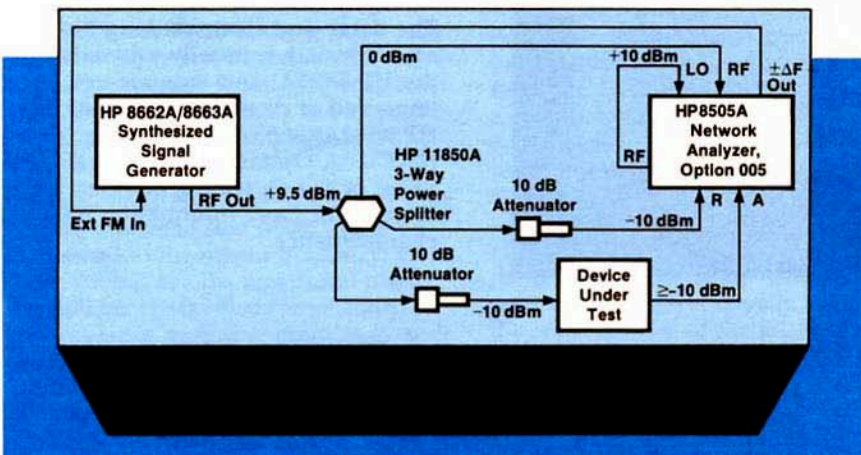 0 dBm
+10 dBm
LO
RF
±ΔF
Out
HP 8662A/8663A
Synthesized
Signal
Generator
HP8505A
Network
Analyzer,
Option 005
RF
HP 11850A
3-Way
Power
Splitter
RF Out
+9.5 dBm
Ext FM In
10 dB
Attenuator
−10 dBm
R
A
10 dB
Attenuator
−10 dBm
Device
Under
Test
≥−10 dBm